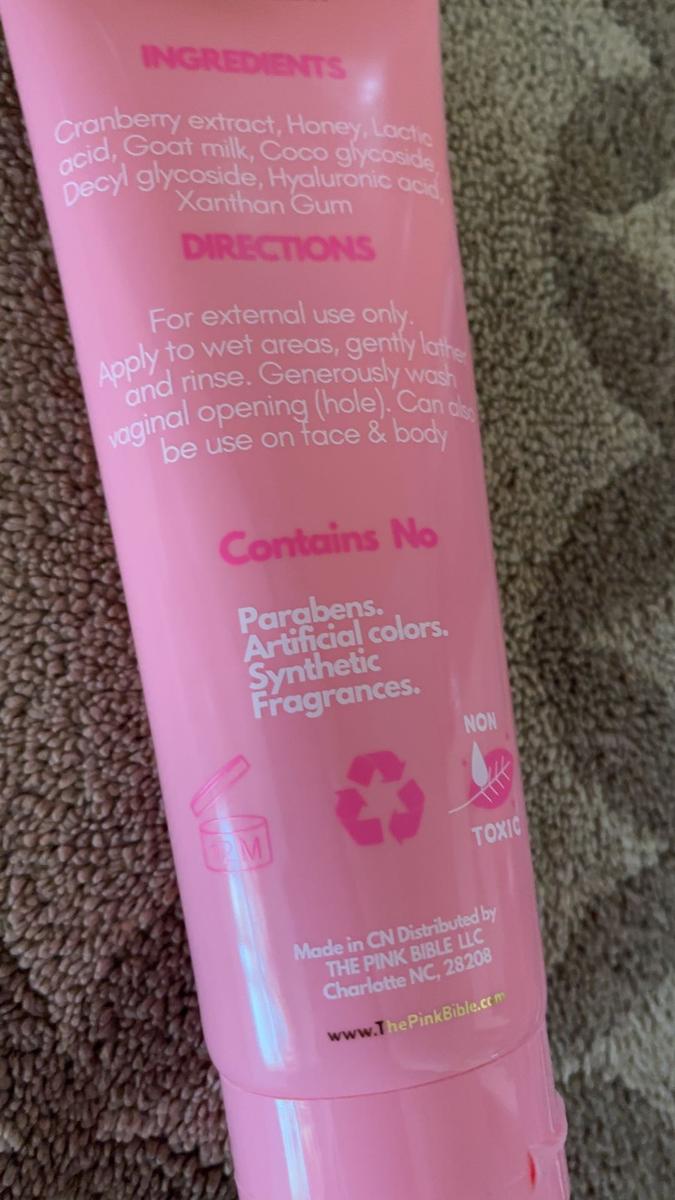 INGREDIENTS
Cranberry extract, Honey, Lactic
acid, Goat milk, Coco glycoside,
Decyl glycoside, Hyaluronic acid,
Xanthan Gum
DIRECTIONS
For external use only.
Apply to wet areas, gently lather
and rinse. Generously wash
vaginal opening (hole). Can also
be use on face & body
Contains No
Parabens.
Artificial colors.
Synthetic
Fragrances.
12M
NON
TOXIC
Made in CN Distributed by
THE PINK BIBLE LLC
Charlotte NC, 28208
www.ThePinkBible.com